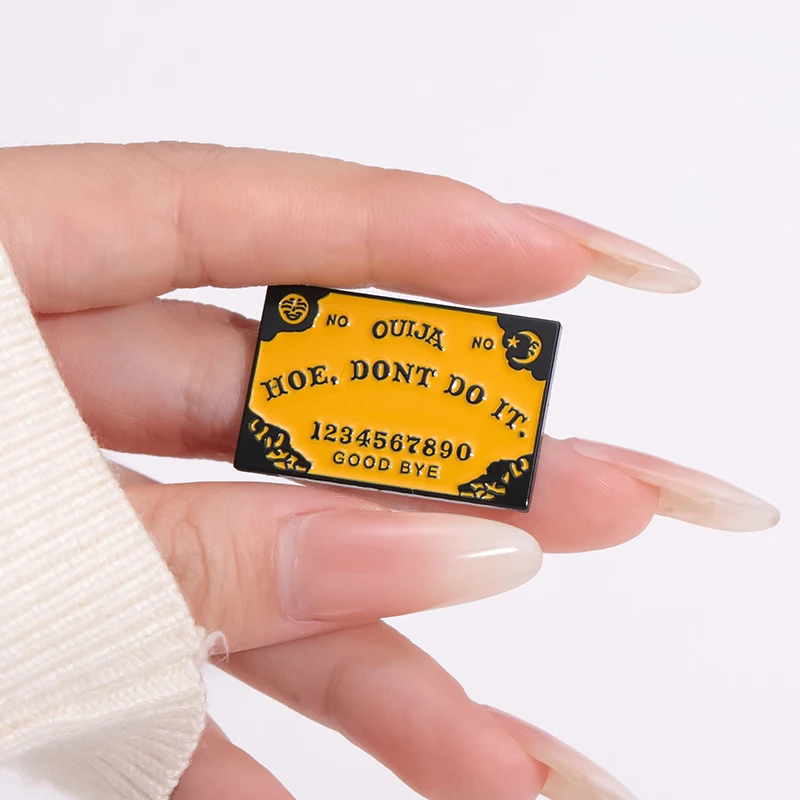 NO OUIJA NO
HOE, DONT DO IT.
1234567890
GOOD BYE